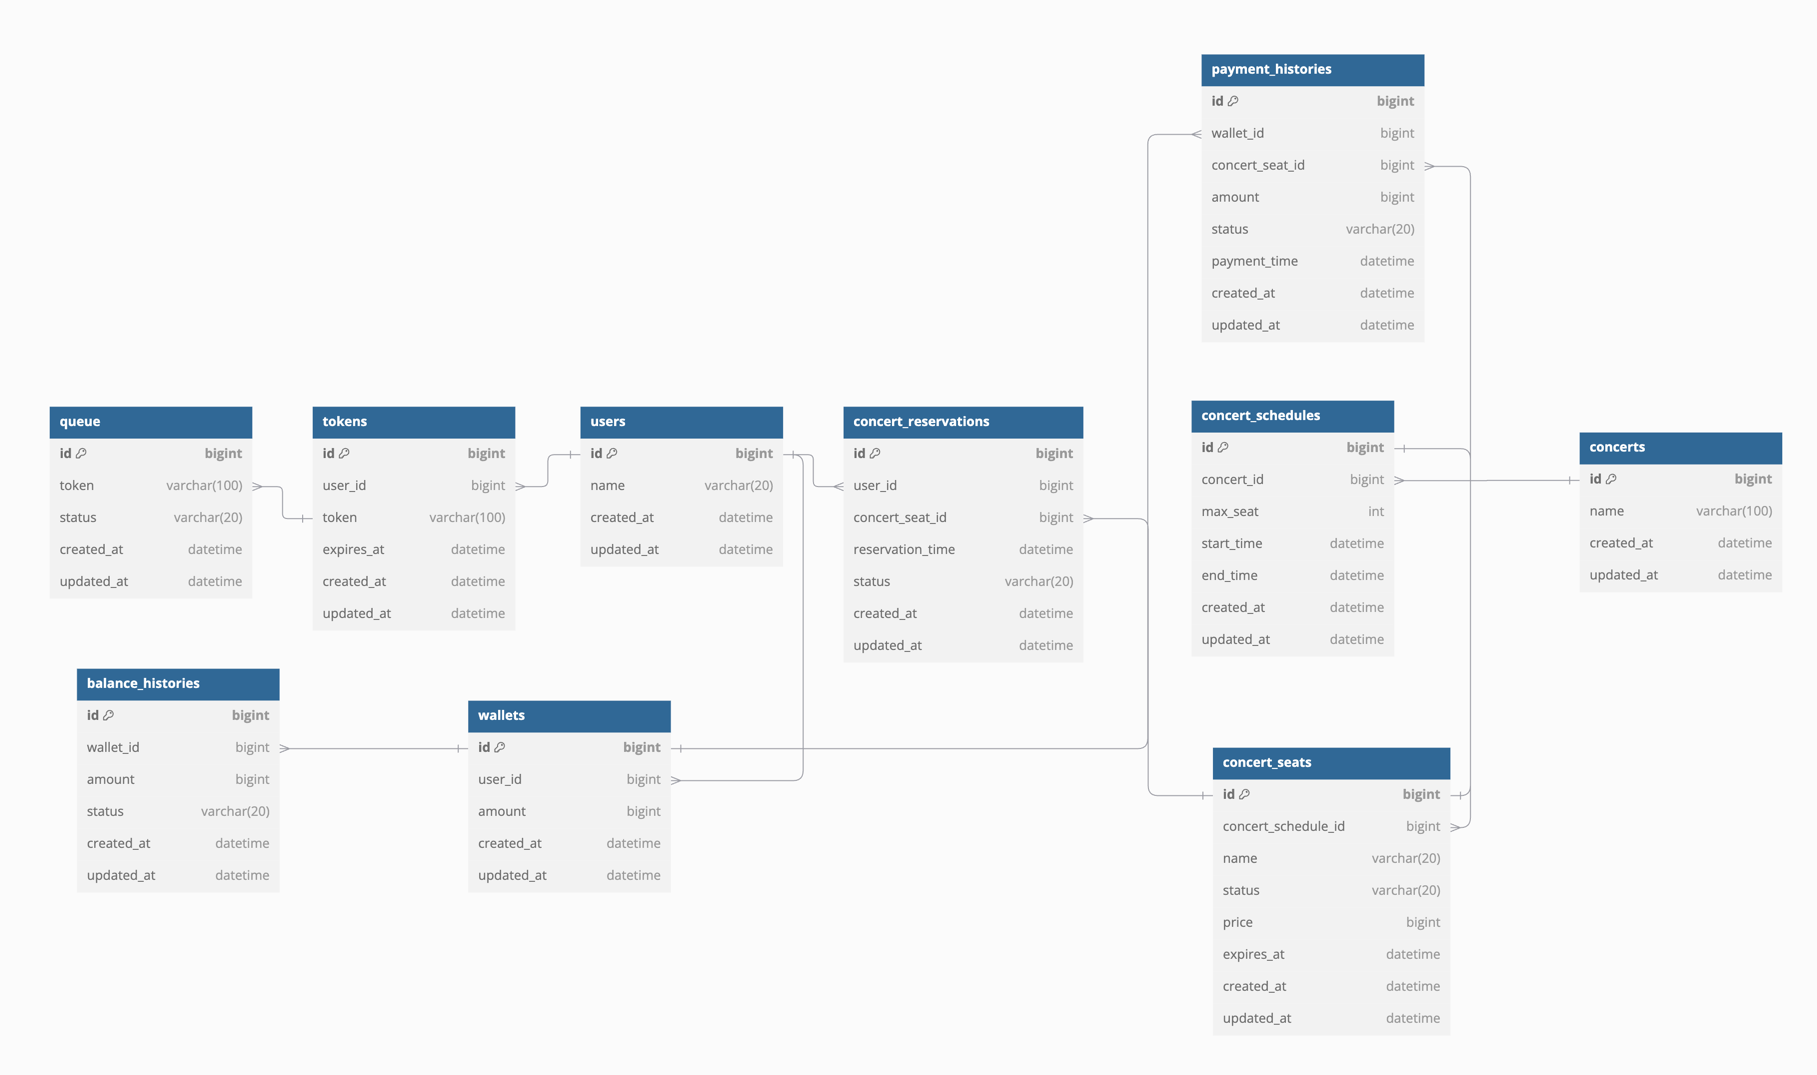 payment_histories
id bigint
wallet_id bigint
concert_seat_id bigint
amount bigint
status varchar(20)
payment_time datetime
created_at datetime
updated_at datetime
queue
id bigint
token varchar(100)
status varchar(20)
created_at datetime
updated_at datetime
tokens
id bigint
user_id bigint
token varchar(100)
expires_at datetime
created_at datetime
updated_at datetime
users
id bigint
name varchar(20)
created_at datetime
updated_at datetime
concert_reservations
id bigint
user_id bigint
concert_seat_id bigint
reservation_time datetime
status varchar(20)
created_at datetime
updated_at datetime
concert_schedules
id bigint
concert_id bigint
max_seat int
start_time datetime
end_time datetime
created_at datetime
updated_at datetime
concerts
id bigint
name varchar(100)
created_at datetime
updated_at datetime
balance_histories
id bigint
wallet_id bigint
amount bigint
status varchar(20)
created_at datetime
updated_at datetime
wallets
id bigint
user_id bigint
amount bigint
created_at datetime
updated_at datetime
concert_seats
id bigint
concert_schedule_id bigint
name varchar(20)
status varchar(20)
price bigint
expires_at datetime
created_at datetime
updated_at datetime